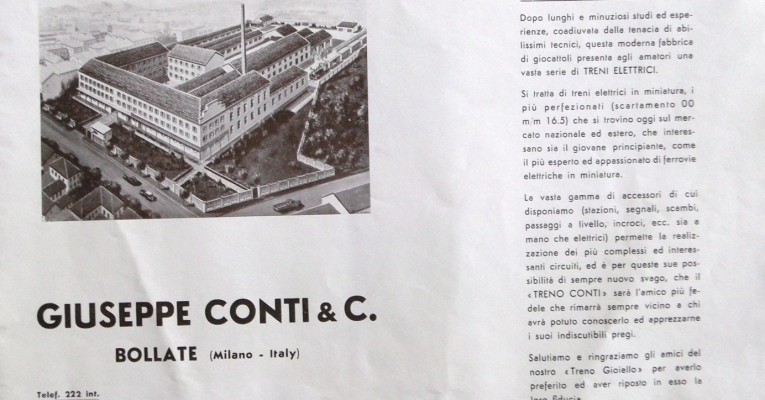 GIUSEPPE CONTI & C.
BOLLATE (Milano - Italy)
Telef. 222 int.
Dopo lunghi e minuziosi studi ed espe-
rienze, coadiuvata dalla tenacia di abi-
lissimi tecnici, questa moderna fabbrica
di giocattoli presenta agli amatori una
vasta serie di TRENI ELETTRICI.
Si tratta di treni elettrici in miniatura, i
più perfezionati (scartamento 00
m/m 16.5) che si trovino oggi sul mer-
cato nazionale ed estero, che interes-
sano sia il giovane principiante, come
il più esperto ed appassionato di ferrovie
elettriche in miniatura.
La vasta gamma di accessori di cui
disponiamo (stazioni, segnali, scambi,
passaggi a livello, incroci, ecc. sia a
mano che elettrici) permette la realiz-
zazione dei più complessi ed interes-
santi circuiti, ed è per queste sue pos-
sibilità di sempre nuovo svago, che il
«TRENO CONTI» sarà l'amico più fe-
dele che rimarrà sempre vicino a chi
avrà potuto conoscerlo ed apprezzarne
i suoi indiscutibili pregi.
Salutiamo e ringraziamo gli amici del
nostro «Treno Gioiello» per averlo
preferito ed aver riposto in esso la
loro fiducia